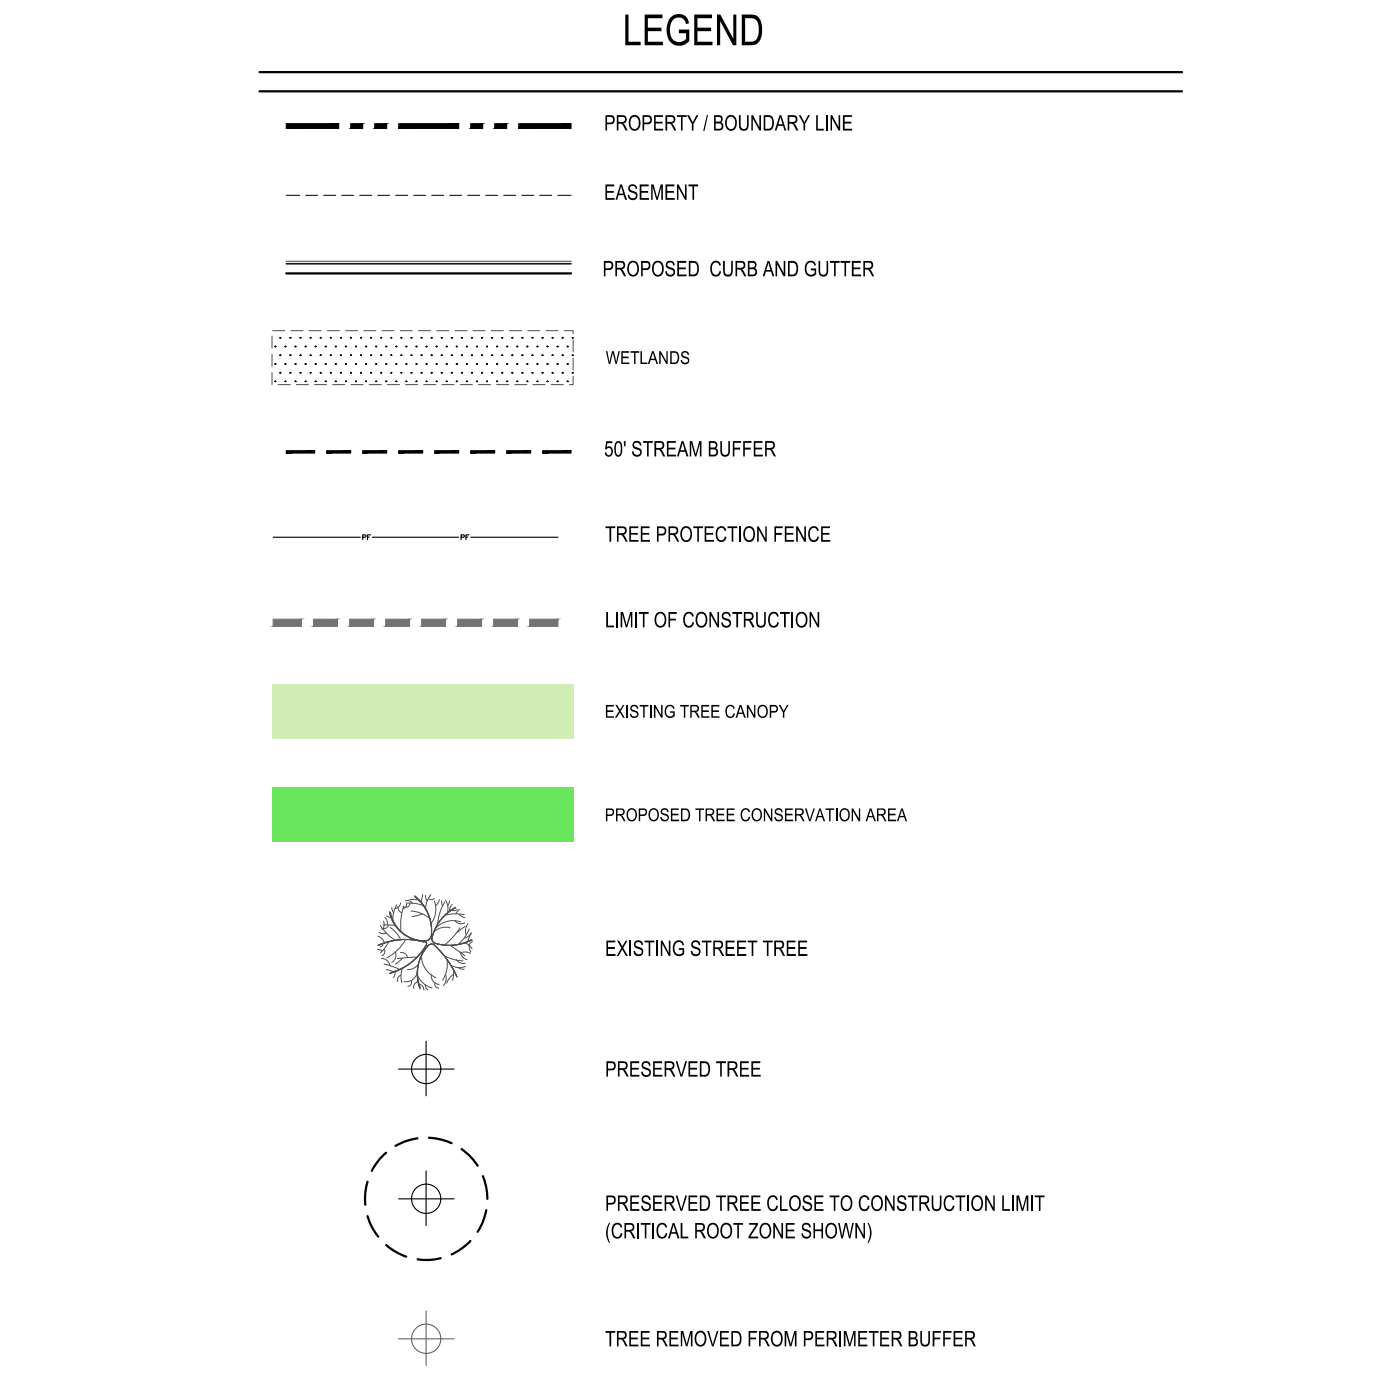 LEGEND
PROPERTY / BOUNDARY LINE
EASEMENT
PROPOSED  CURB AND GUTTER
WETLANDS
50' STREAM BUFFER
PF PF
TREE PROTECTION FENCE
LIMIT OF CONSTRUCTION
EXISTING TREE CANOPY
PROPOSED TREE CONSERVATION AREA
EXISTING STREET TREE
PRESERVED TREE
PRESERVED TREE CLOSE TO CONSTRUCTION LIMIT
(CRITICAL ROOT ZONE SHOWN)
TREE REMOVED FROM PERIMETER BUFFER